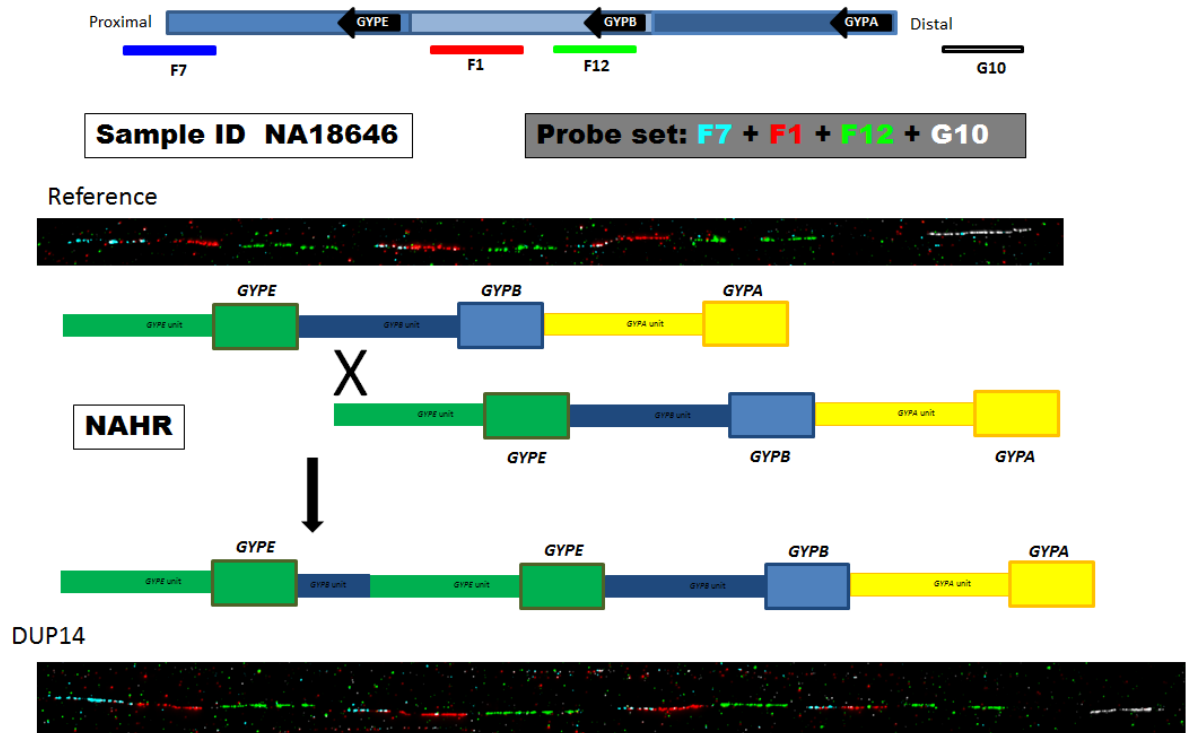 Proximal
GYPE
GYPB
GYPA
Distal
F7
F1
F12
G10
Sample ID NA18646
Probe set: F7 + F1 + F12 + G10
Reference
GYPE
GYPB
GYPA
GYPE unit
GYPB unit
GYPA unit
X
NAHR
GYPE unit
GYPB unit
GYPA unit
GYPE
GYPB
GYPA
GYPE
GYPE
GYPB
GYPA
GYPE unit
GYPB unit
GYPE unit
GYPB unit
GYPA unit
DUP14